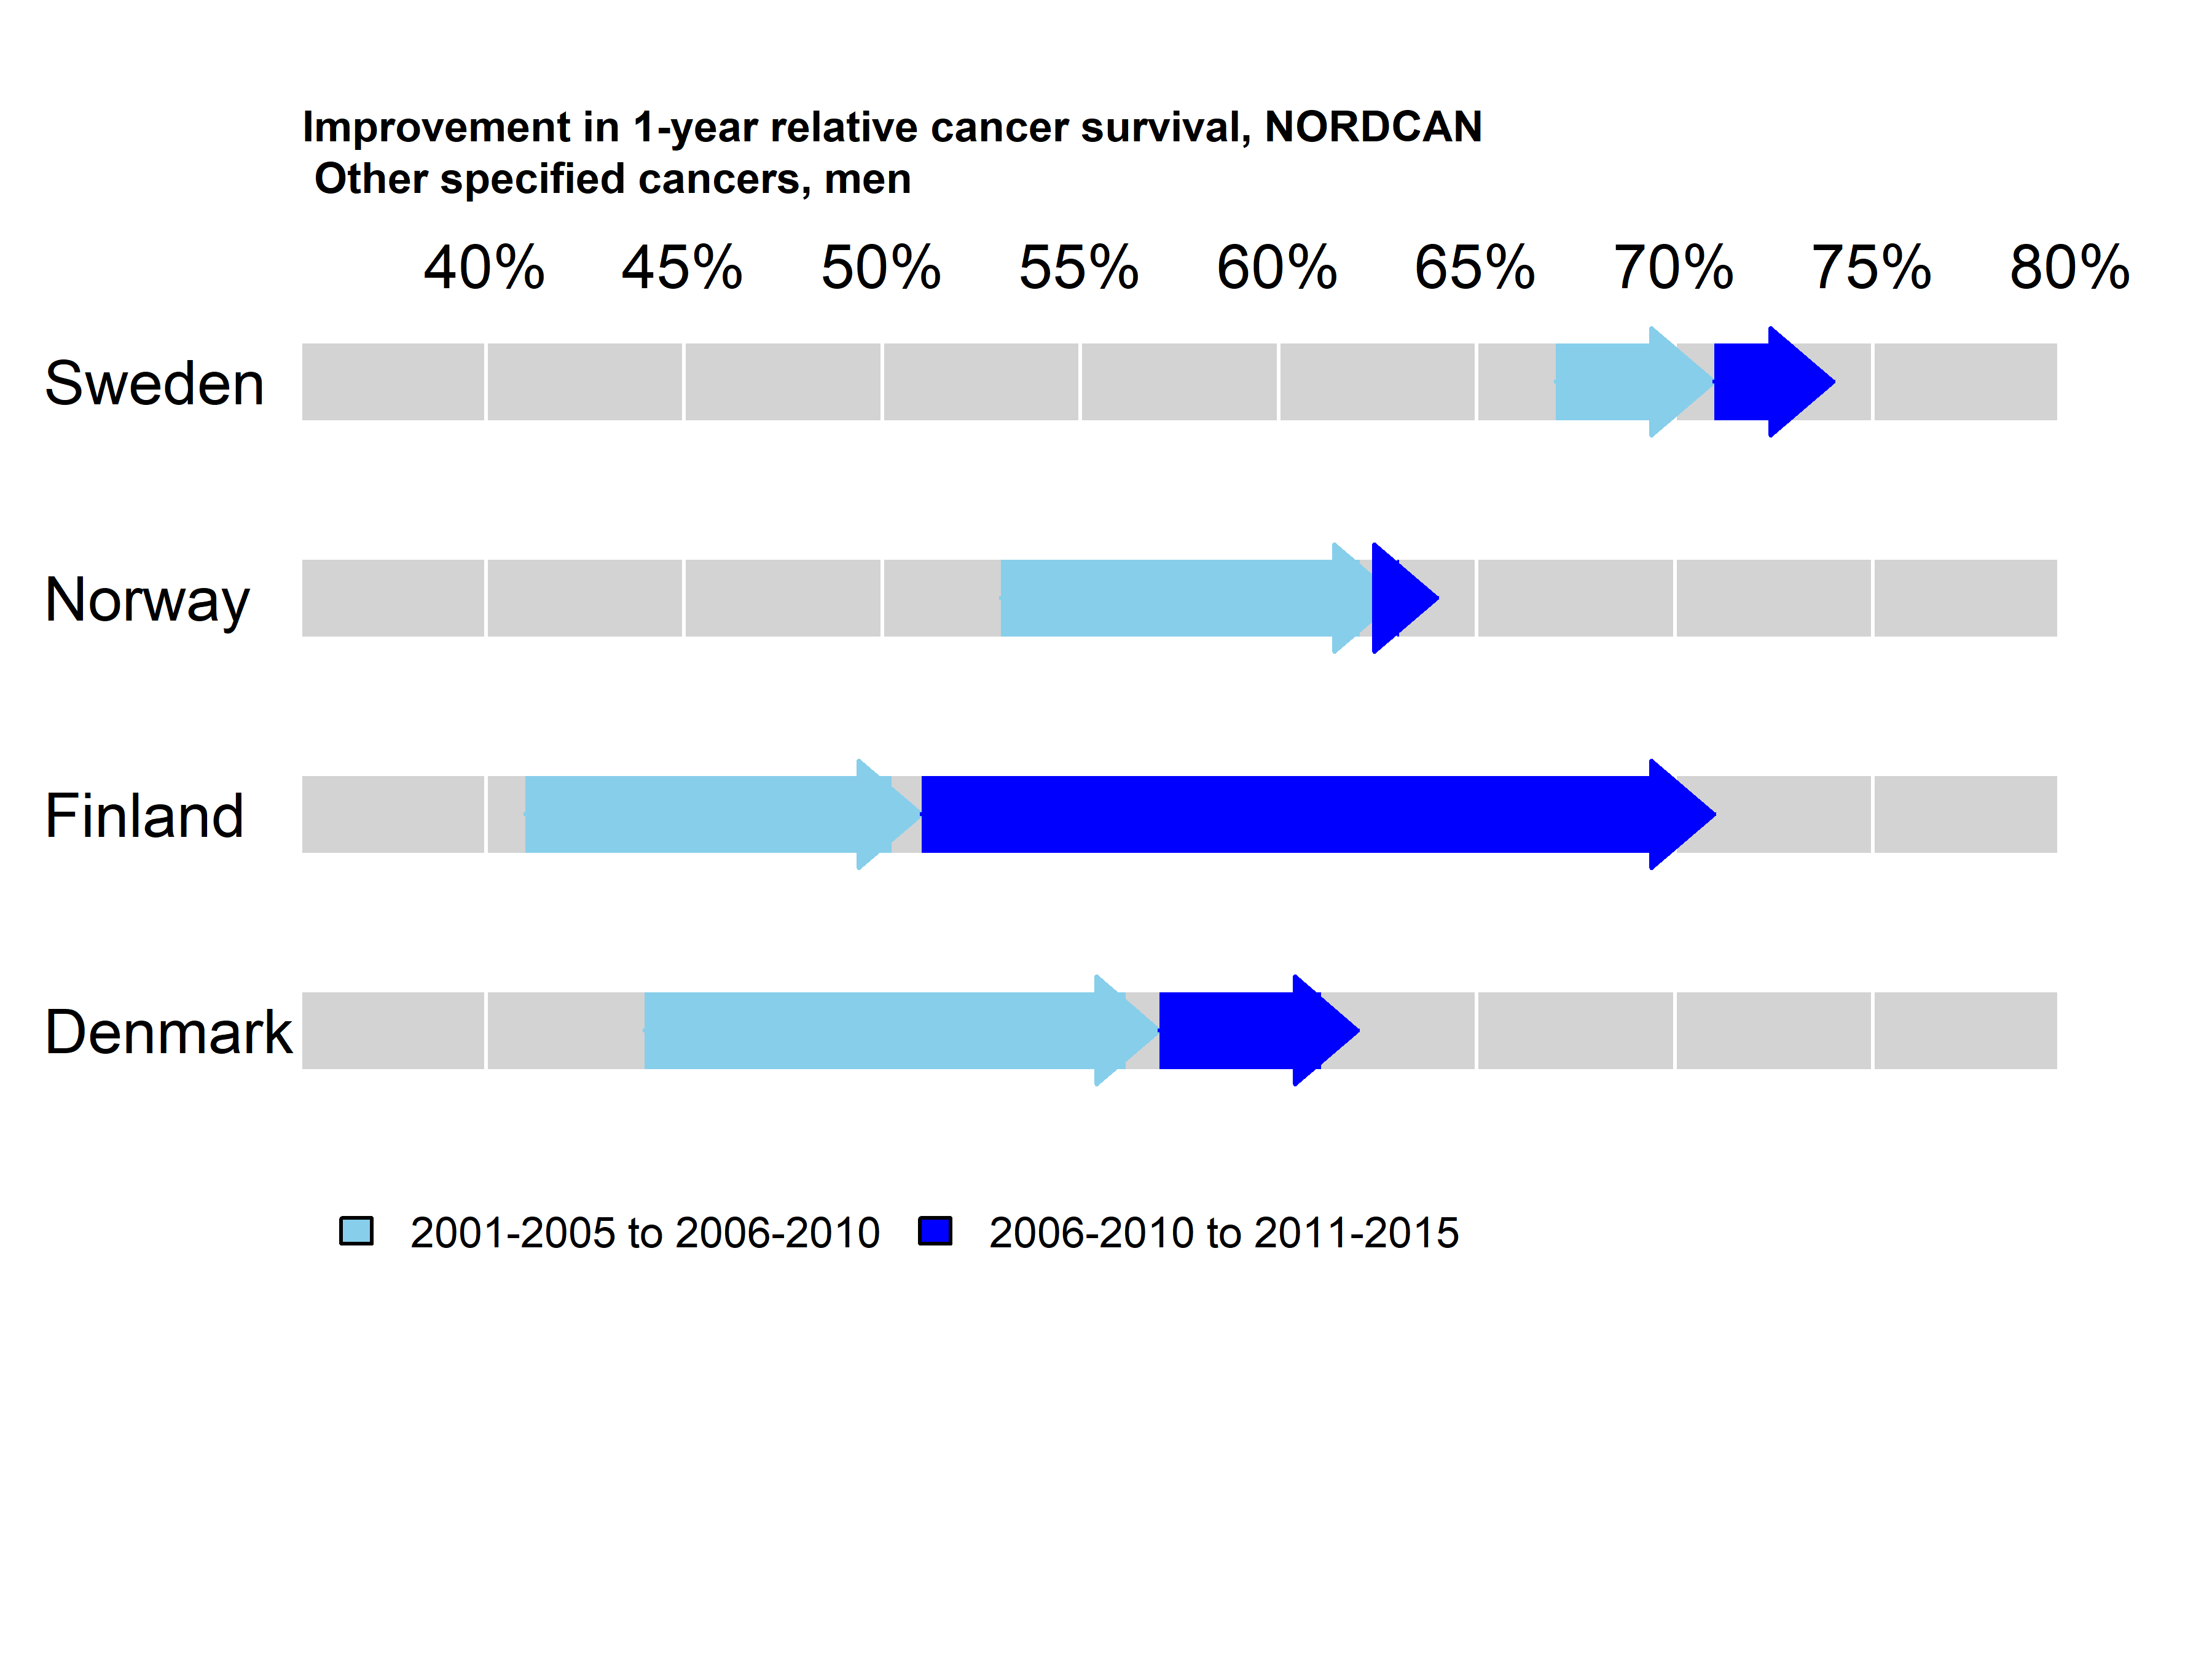 Improvement in 1-year relative cancer survival, NORDCAN
Other specified cancers, men
40% 45% 50% 55% 60% 65% 70% 75% 80%
Sweden
Norway
Finland
Denmark
2001-2005 to 2006-2010 2006-2010 to 2011-2015